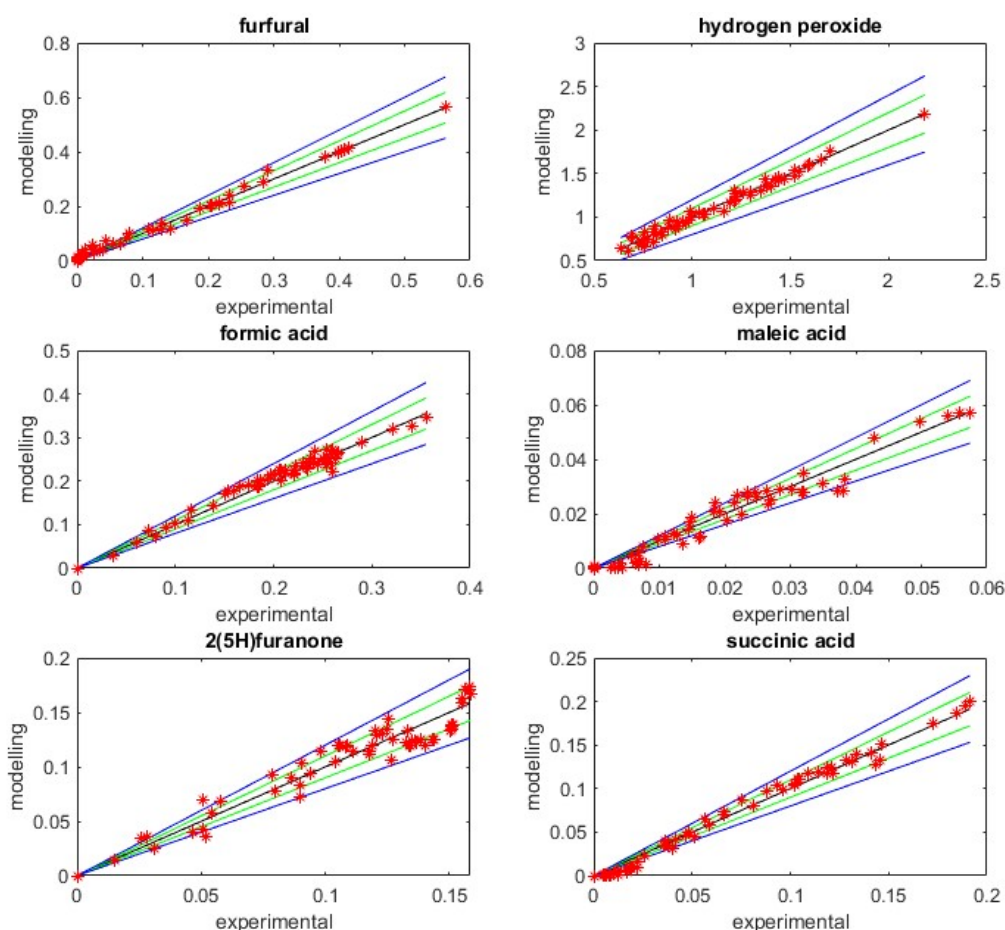 furfural
modelling
0.8
0.6
0.4
0.2
0
0 0.1 0.2 0.3 0.4 0.5 0.6
experimental
hydrogen peroxide
modelling
3
2.5
2
1.5
1
0.5
0.5 1 1.5 2 2.5
experimental
formic acid
modelling
0.5
0.4
0.3
0.2
0.1
0
0 0.1 0.2 0.3 0.4
experimental
maleic acid
modelling
0.08
0.06
0.04
0.02
0
0 0.01 0.02 0.03 0.04 0.05 0.06
experimental
2(5H)furanone
modelling
0.2
0.15
0.1
0.05
0
0 0.05 0.1 0.15
experimental
succinic acid
modelling
0.25
0.2
0.15
0.1
0.05
0
0 0.05 0.1 0.15 0.2
experimental